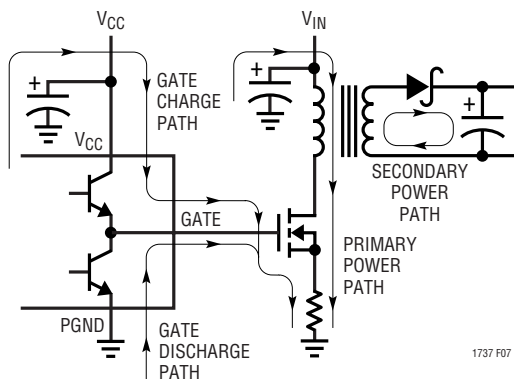 VCC
VIN
+
GATE
CHARGE
PATH
+
+
VCC
SECONDARY
POWER
PATH
GATE
PRIMARY
POWER
PATH
PGND
GATE
DISCHARGE
PATH
1737 F07